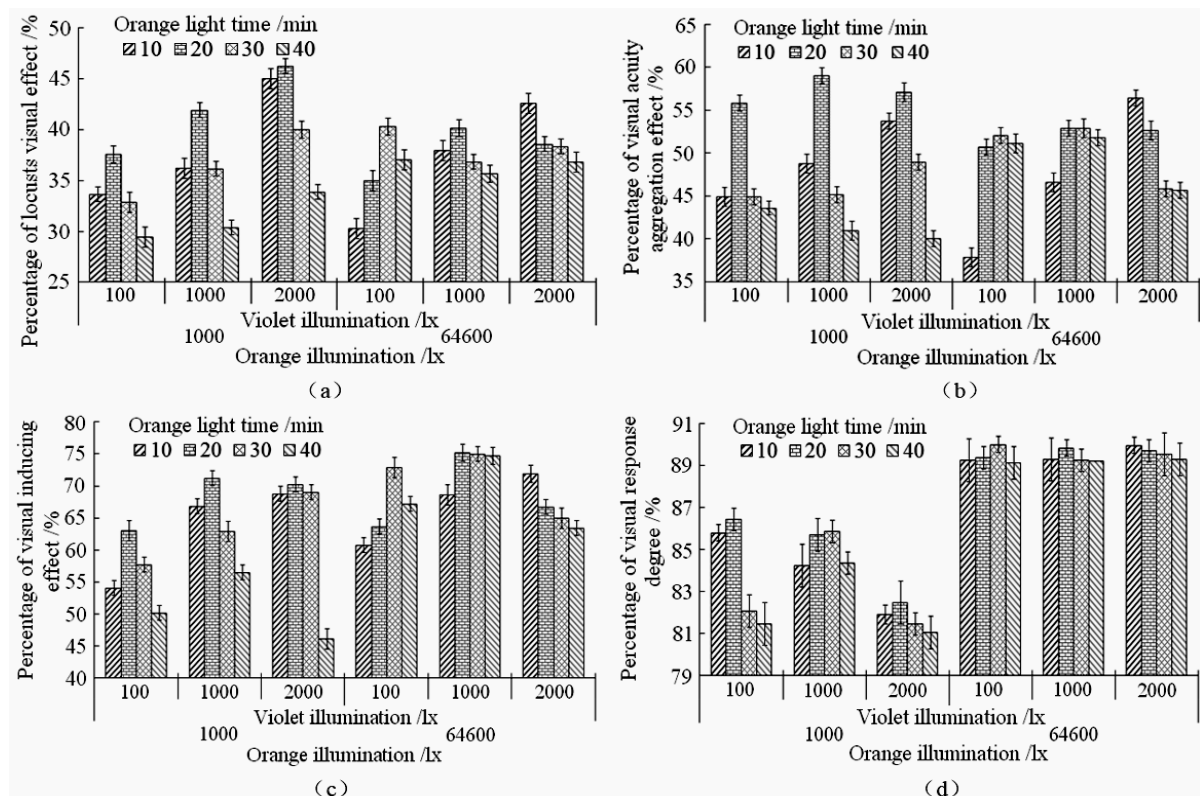 Percentage of locusts visual effect /%
Orange light time /min
10 20 30 40
50
45
40
35
30
25
100 1000 2000 100 1000 2000
Violet illumination /lx
1000 64600
Orange illumination /lx
（a）
Percentage of visual acuity
aggregation effect /%
Orange light time /min
10 20 30 40
65
60
55
50
45
40
35
100 1000 2000 100 1000 2000
Violet illumination /lx
1000 64600
Orange illumination /lx
（b）
Percentage of visual inducing
effect /%
Orange light time /min
10 20 30 40
80
75
70
65
60
55
50
45
40
100 1000 2000 100 1000 2000
Violet illumination /lx
1000 64600
Orange illumination /lx
（c）
Percentage of visual response
degree /%
Orange light time /min
10 20 30 40
91
89
87
85
83
81
79
100 1000 2000 100 1000 2000
Violet illumination /lx
1000 64600
Orange illumination /lx
（d）